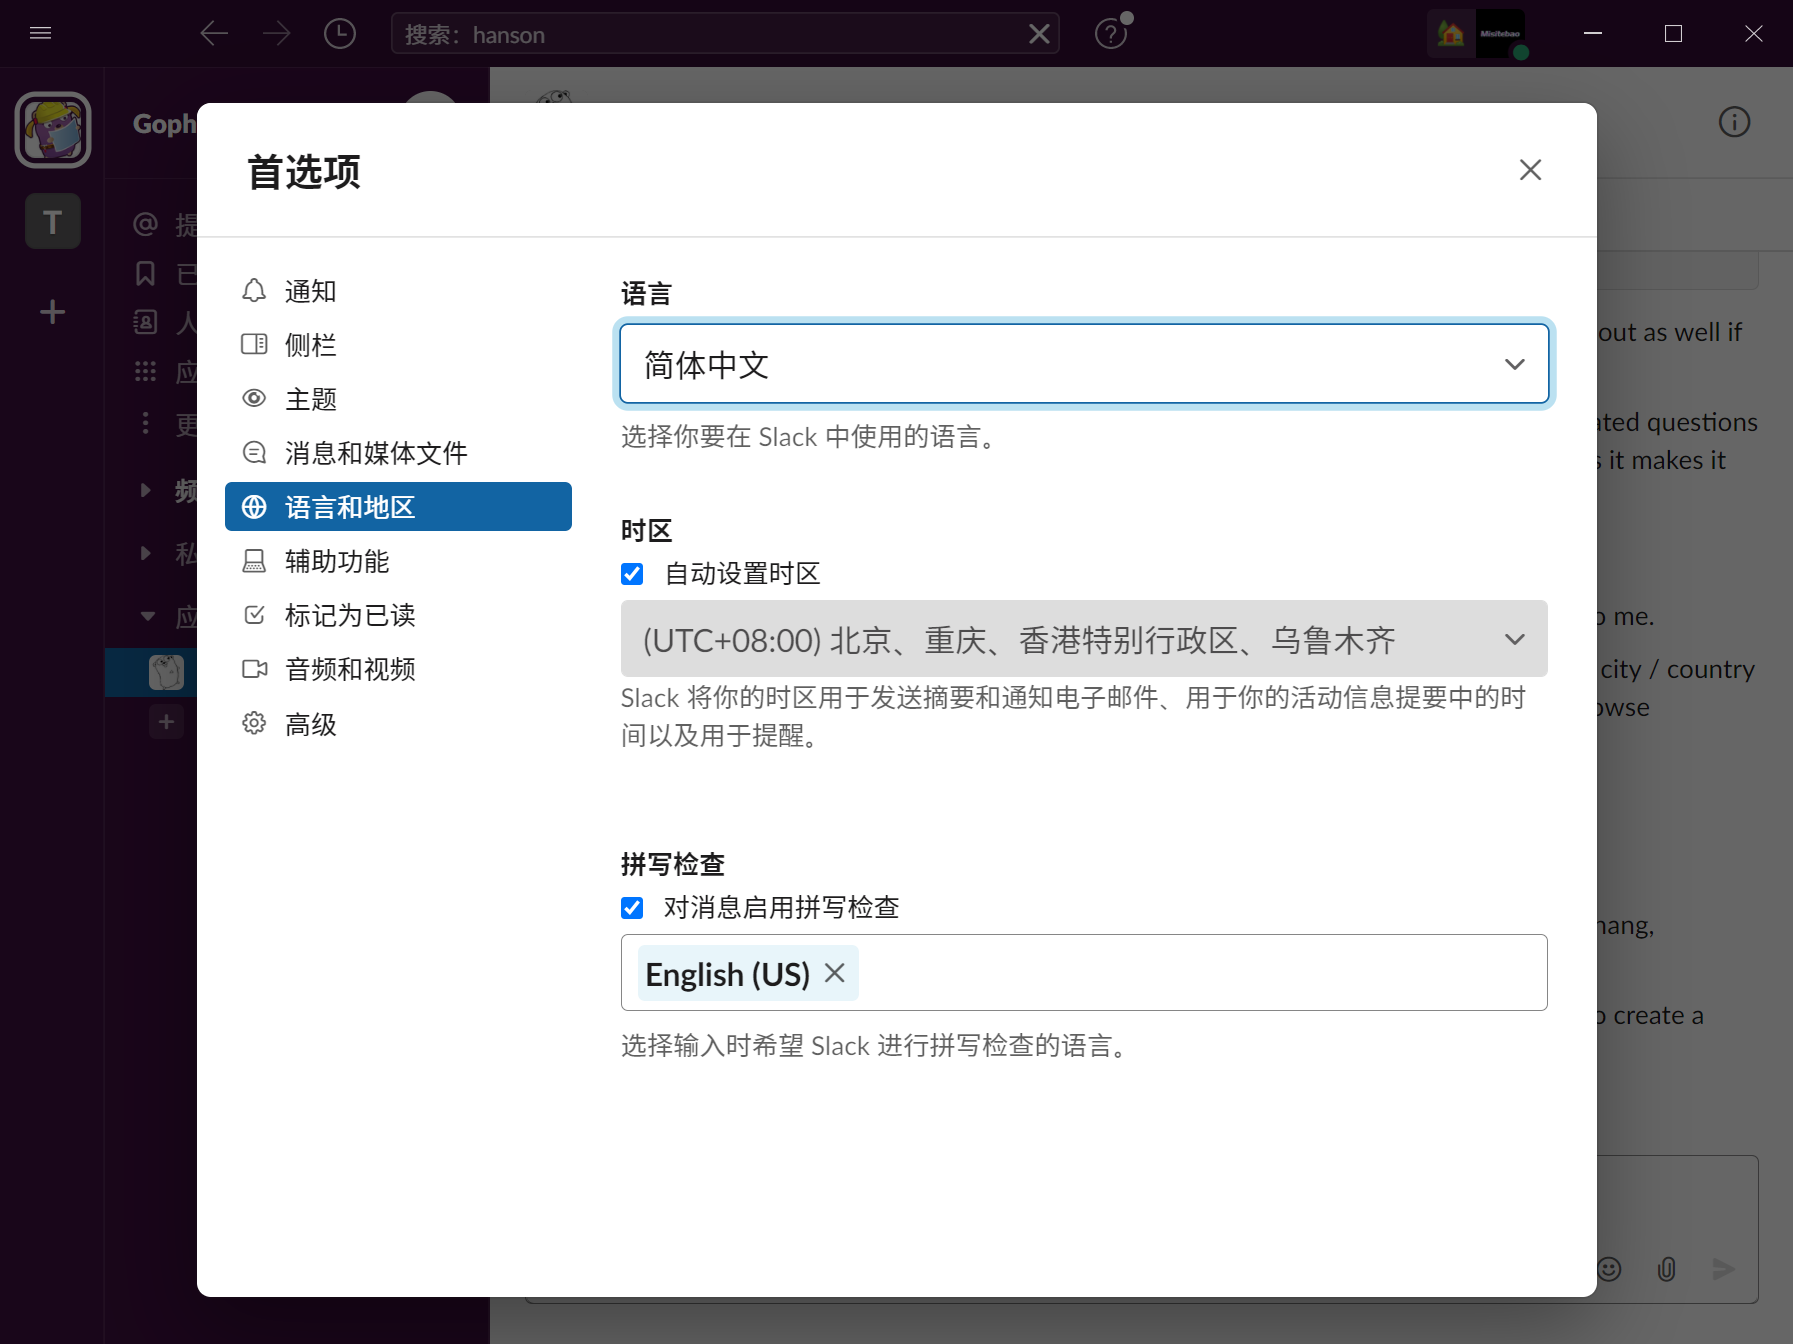 搜索：hanson
Misitebao
Goph
T
提
已
人
应
更
频
私
应
首选项
通知
侧栏
主题
消息和媒体文件
语言和地区
辅助功能
标记为已读
音频和视频
高级
语言
简体中文
选择你要在 Slack 中使用的语言。
时区
自动设置时区
(UTC+08:00) 北京、重庆、香港特别行政区、乌鲁木齐
Slack 将你的时区用于发送摘要和通知电子邮件、用于你的活动信息提要中的时
间以及用于提醒。
拼写检查
对消息启用拼写检查
English (US)
选择输入时希望 Slack 进行拼写检查的语言。
out as well if
ated questions
s it makes it
o me.
city / country
owse
hang,
o create a